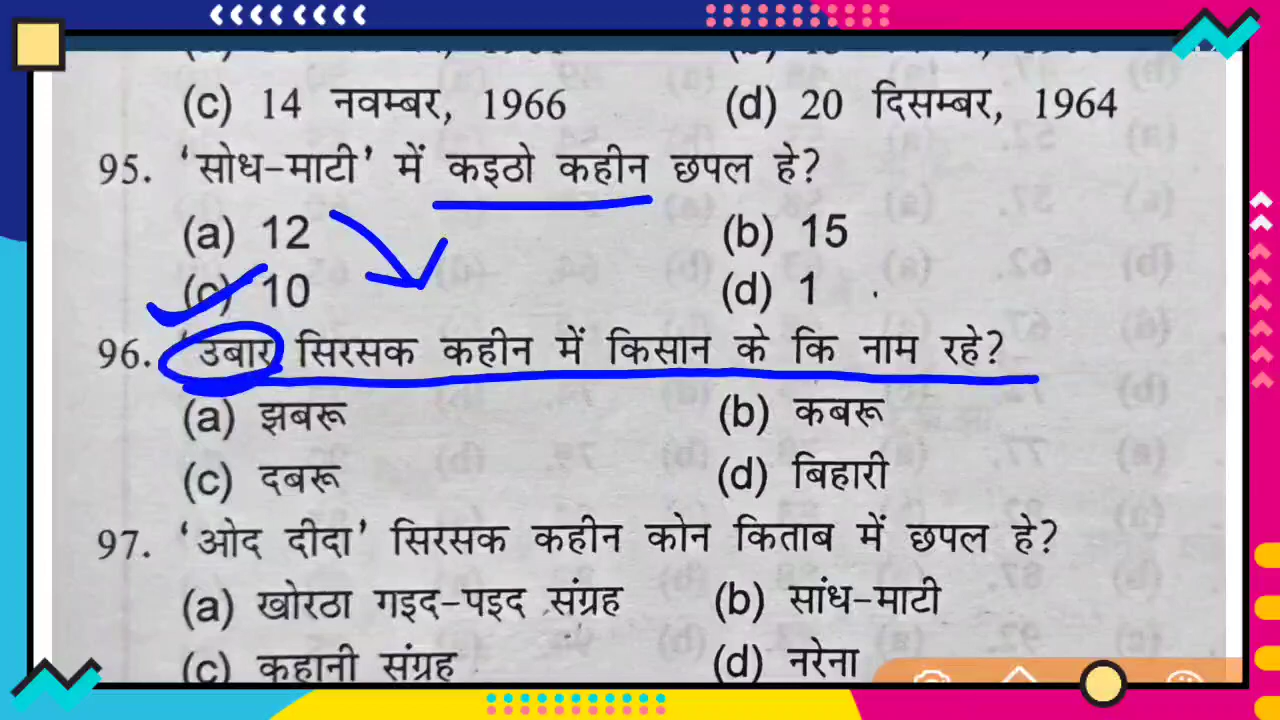 (c) 14 नवम्बर, 1966 (d) 20 दिसम्बर, 1964
95. 'सोध-माटी' में कइठो कहीन छपल हे?
(a) 12 (b) 15
(c) 10 (d) 1
96. 'उबार सिरसक कहीन में किसान के कि नाम रहे?
(a) झबरू (b) कबरू
(c) दबरू (d) बिहारी
97. 'ओद दीदा' सिरसक कहीन कोन किताब में छपल हे?
(a) खोरठा गइद-पइद संग्रह (b) सांध-माटी
(c) कहानी संग्रह (d) नरेना